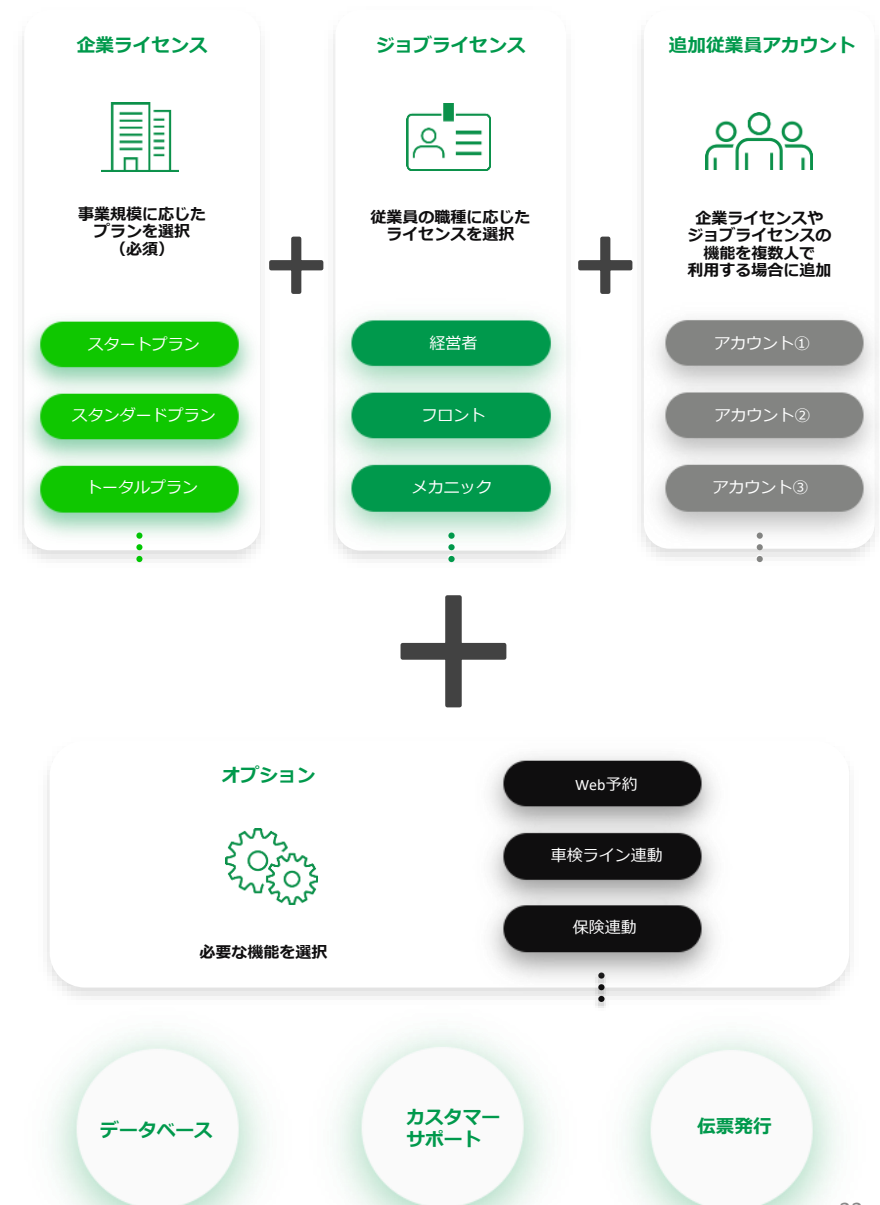 企業ライセンス
事業規模に応じた
プランを選択
（必須）
スタートプラン
スタンダードプラン
トータルプラン
ジョブライセンス
従業員の職種に応じた
ライセンスを選択
経営者
フロント
メカニック
追加従業員アカウント
企業ライセンスや
ジョブライセンスの
機能を複数人で
利用する場合に追加
アカウント①
アカウント②
アカウント③
オプション
必要な機能を選択
Web予約
車検ライン連動
保険連動
データベース
カスタマー
サポート
伝票発行